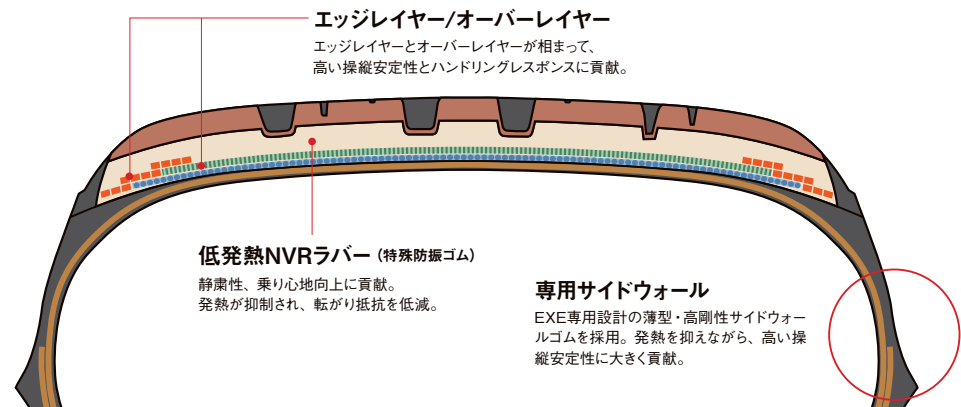 エッジレイヤー/オーバーレイヤー
エッジレイヤーとオーバーレイヤーが相まって、
高い操縦安定性とハンドリングレスポンスに貢献。
低発熱NVRラバー（特殊防振ゴム）
静粛性、乗り心地向上に貢献。
発熱が抑制され、転がり抵抗を低減。
専用サイドウォール
EXE専用設計の薄型・高剛性サイドウォー
ルゴムを採用。発熱を抑えながら、高い操
縦安定性に大きく貢献。